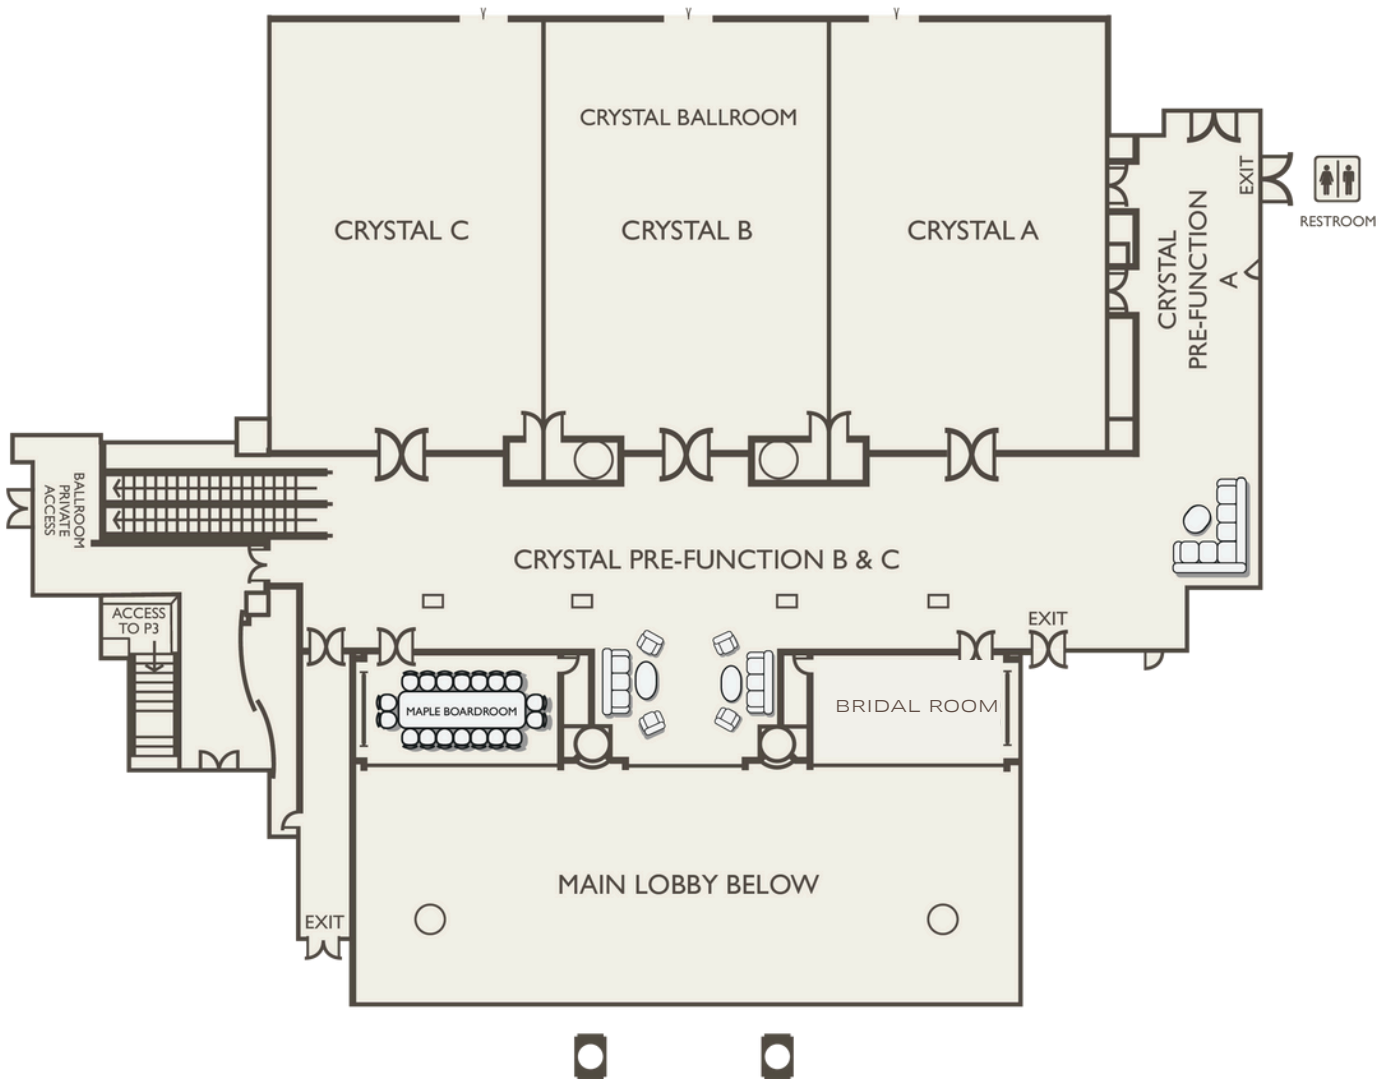 CRYSTAL BALLROOM
CRYSTAL C
CRYSTAL B
CRYSTAL A
EXIT
RESTROOM
CRYSTAL
PRE-FUNCTION
A
BALLROOM
PRIVATE
ACCESS
CRYSTAL PRE-FUNCTION B & C
ACCESS
TO P3
EXIT
MAPLE BOARDROOM
BRIDAL ROOM
MAIN LOBBY BELOW
EXIT